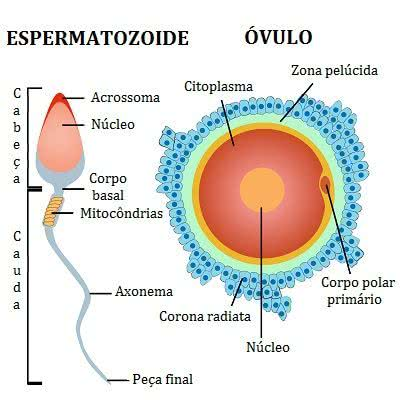 ESPERMATOZOIDE
ÓVULO
Cabeça
Cauda
Acrossoma
Núcleo
Corpo
basal
Mitocôndrias
Axonema
Peça final
Citoplasma
Zona pelúcida
Corpo polar
primário
Corona radiata
Núcleo